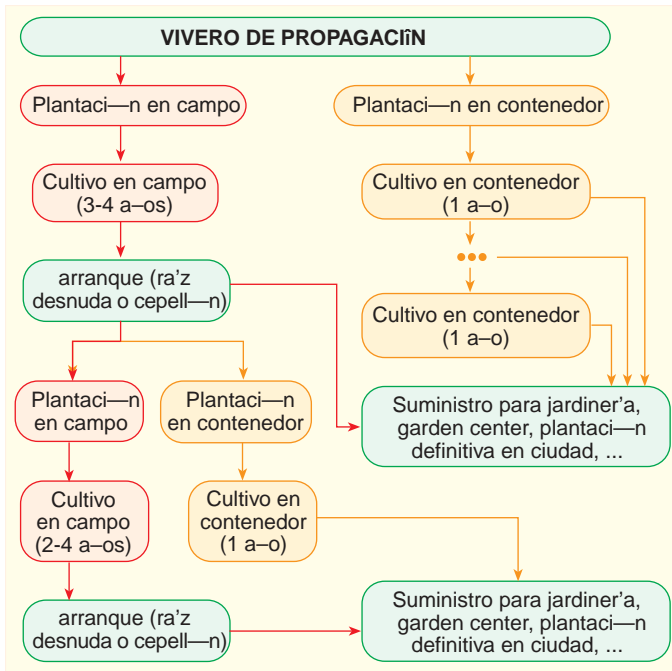 VIVERO DE PROPAGACIîN
Plantaci—n en campo
Plantaci—n en contenedor
Cultivo en campo
(3-4 a–os)
Cultivo en contenedor
(1 a–o)
•••
arranque (ra’z
desnuda o cepell—n)
Cultivo en contenedor
(1 a–o)
Plantaci—n
en campo
Plantaci—n
en contenedor
Suministro para jardiner’a,
garden center, plantaci—n
definitiva en ciudad, ...
Cultivo
en campo
(2-4 a–os)
Cultivo en
contenedor
(1 a–o)
arranque (ra’z
desnuda o cepell—n)
Suministro para jardiner’a,
garden center, plantaci—n
definitiva en ciudad, ...